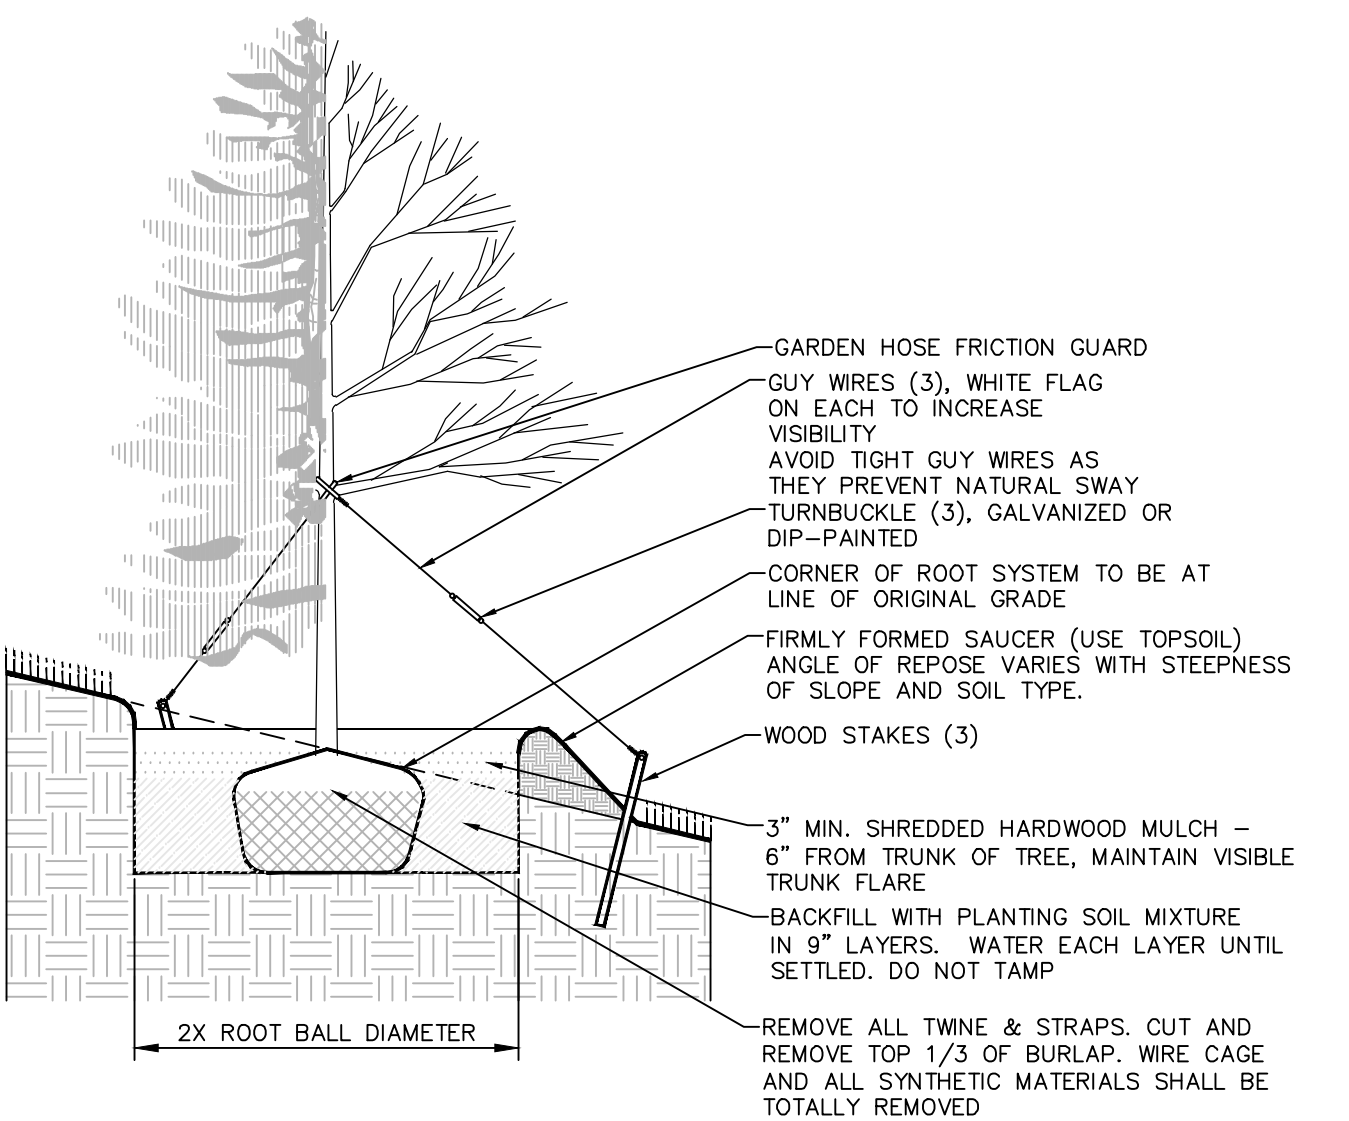 GARDEN HOSE FRICTION GUARD
GUY WIRES (3), WHITE FLAG
ON EACH TO INCREASE
VISIBILITY
AVOID TIGHT GUY WIRES AS
THEY PREVENT NATURAL SWAY
TURNBUCKLE (3), GALVANIZED OR
DIP-PAINTED
CORNER OF ROOT SYSTEM TO BE AT
LINE OF ORIGINAL GRADE
FIRMLY FORMED SAUCER (USE TOPSOIL)
ANGLE OF REPOSE VARIES WITH STEEPNESS
OF SLOPE AND SOIL TYPE.
WOOD STAKES (3)
3" MIN. SHREDDED HARDWOOD MULCH –
6" FROM TRUNK OF TREE, MAINTAIN VISIBLE
TRUNK FLARE
BACKFILL WITH PLANTING SOIL MIXTURE
IN 9" LAYERS. WATER EACH LAYER UNTIL
SETTLED. DO NOT TAMP
REMOVE ALL TWINE & STRAPS. CUT AND
REMOVE TOP 1/3 OF BURLAP. WIRE CAGE
AND ALL SYNTHETIC MATERIALS SHALL BE
TOTALLY REMOVED
2X ROOT BALL DIAMETER